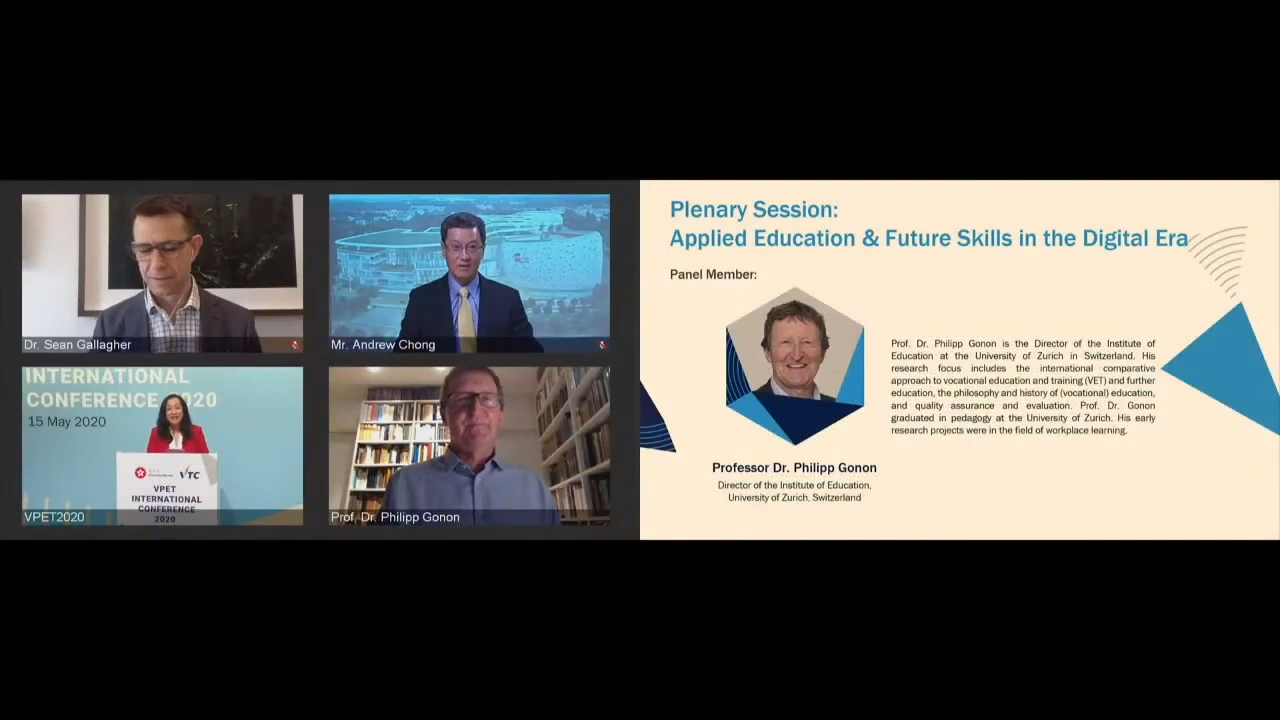 Dr. Sean Gallagher
Mr. Andrew Chong
INTERNATIONAL
CONFERENCE 2020
15 May 2020
VTC
VPET
INTERNATIONAL
CONFERENCE
2020
VPET2020
Prof. Dr. Philipp Gonon
Plenary Session:
Applied Education & Future Skills in the Digital Era
Panel Member:
Professor Dr. Philipp Gonon
Director of the Institute of Education,
University of Zurich, Switzerland
Prof. Dr. Philipp Gonon is the Director of the Institute of
Education at the University of Zurich in Switzerland. His
research focus includes the international comparative
approach to vocational education and training (VET) and further
education, the philosophy and history of (vocational) education,
and quality assurance and evaluation. Prof. Dr. Gonon
graduated in pedagogy at the University of Zurich. His early
research projects were in the field of workplace learning.